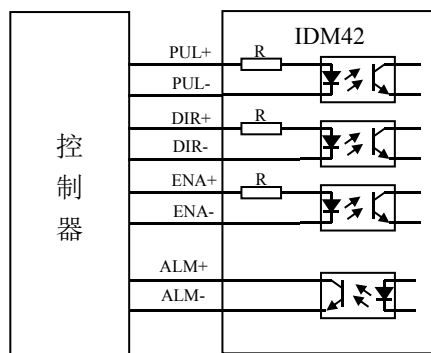 IDM42
PUL+
R
PUL-
DIR+
R
DIR-
ENA+
R
ENA-
ALM+
ALM-
控
制
器